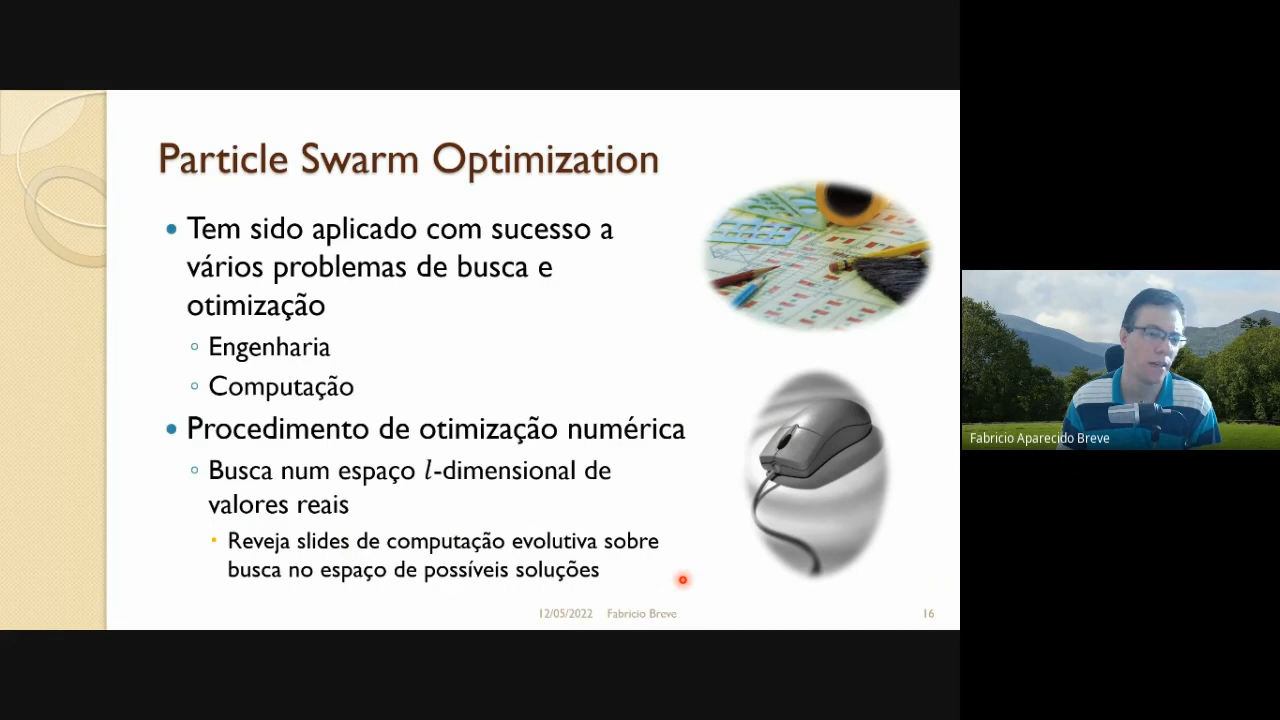 Particle Swarm Optimization
Tem sido aplicado com sucesso a
vários problemas de busca e
otimização
Engenharia
Computação
Procedimento de otimização numérica
Busca num espaço l-dimensional de
valores reais
Reveja slides de computação evolutiva sobre
busca no espaço de possíveis soluções
12/05/2022 Fabricio Breve 16
Fabricio Aparecido Breve